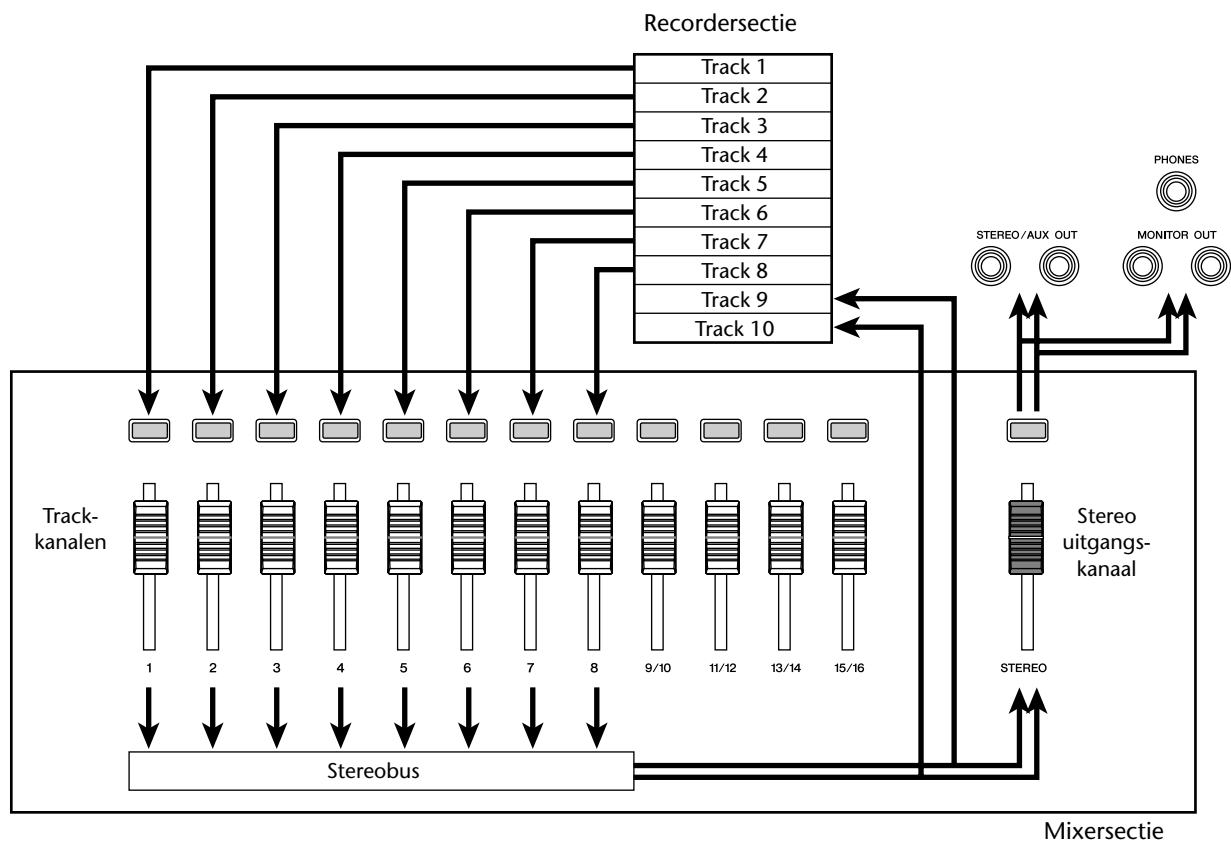 Recordersectie
Track 1
Track 2
Track 3
Track 4
Track 5
Track 6
Track 7
Track 8
Track 9
Track 10
PHONES
STEREO/AUX OUT
MONITOR OUT
Track-
kanalen
Stereo
uitgangs-
kanaal
1
2
3
4
5
6
7
8
9/10
11/12
13/14
15/16
STEREO
Stereobus
Mixersectie